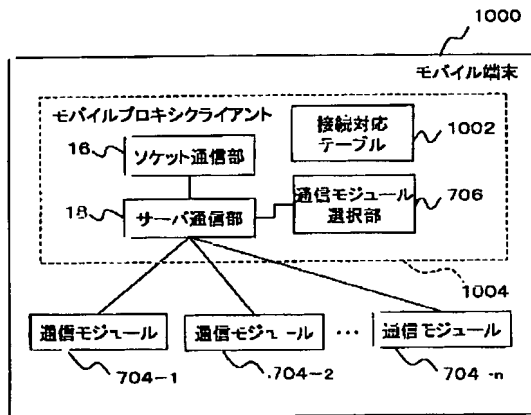 1000
モバイル端末
モバイルプロキシクライアント
接続対応
テーブル
1002
16
ソケット通信部
通信モジュール
選択部
706
18
サーバ通信部
1004
通信モジュール
通信モジュール
...
通信モジュール
704-1
704-2
704-n